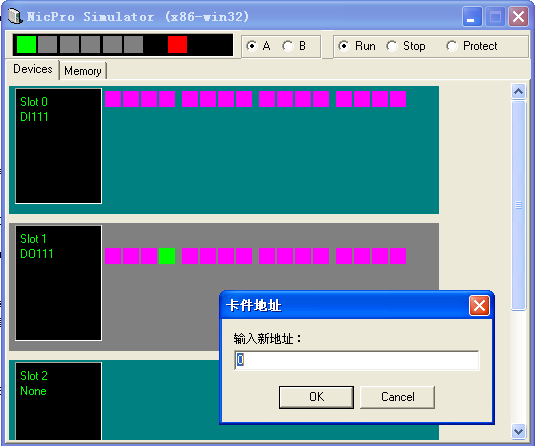 NicPro Simulator (x86-win32)
A
B
Run
Stop
Protect
Devices
Memory
Slot 0
DI111
Slot 1
DO111
卡件地址
输入新地址：
0
OK
Cancel
Slot 2
None